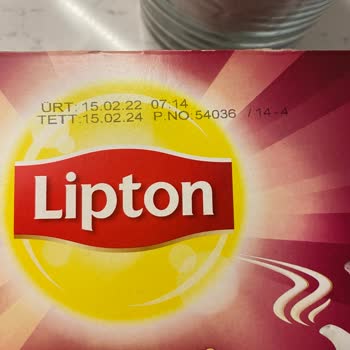 ÜRT: 15.02.22 07:14
TETT:15.02.24 P.NO:54036 /14-4
Lipton